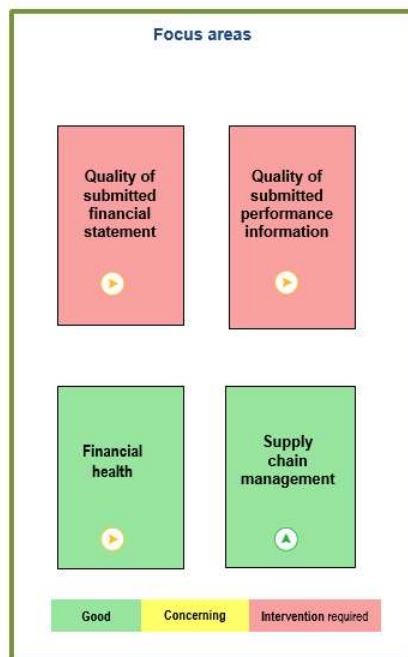 Focus areas
Quality of
submitted
financial
statement
Quality of
submitted
performance
information
Financial
health
Supply
chain
management
Good
Concerning
Intervention required